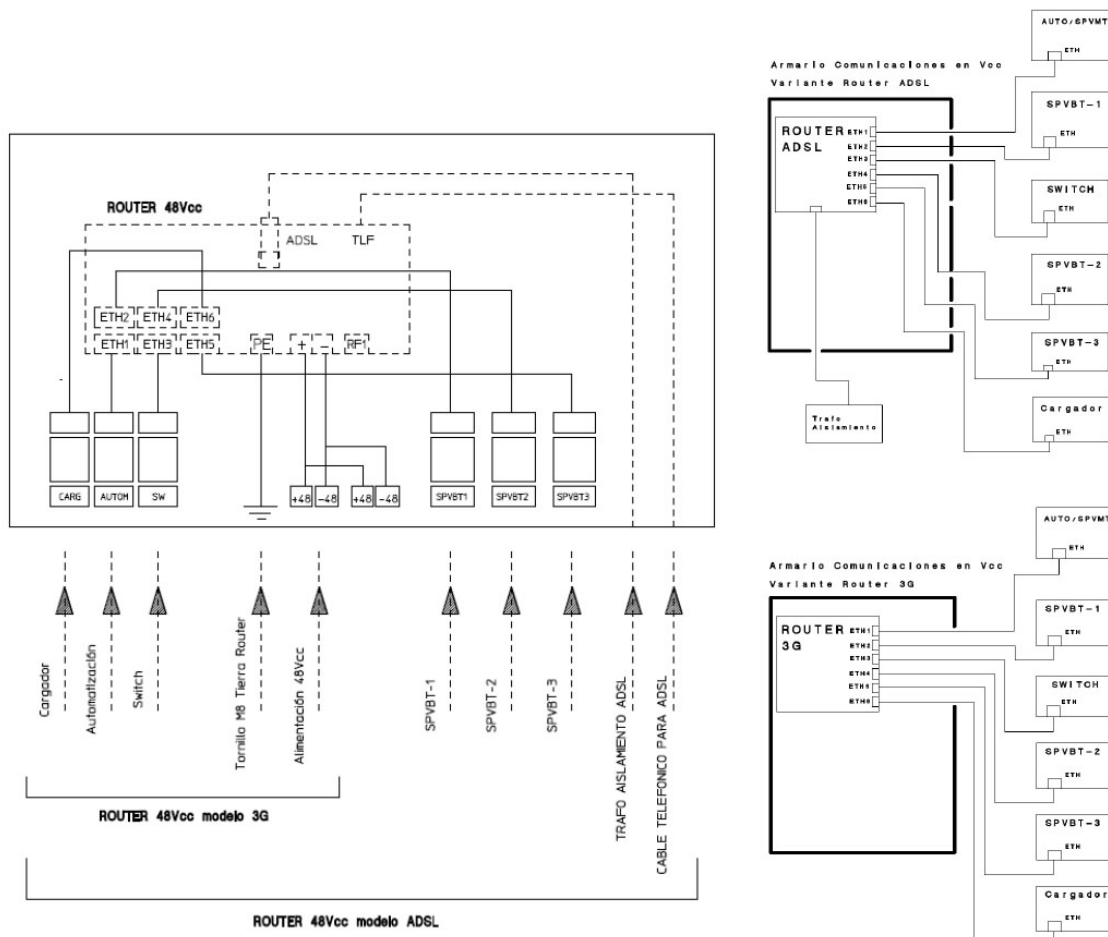 ROUTER 48Vcc
ADSL
TLF
ETH2
ETH4
ETH6
ETH1
ETH3
ETH5
PE
+
-
RF1
CARG
AUTOM
SW
+48
-48
+48
-48
SPVBT1
SPVBT2
SPVBT3
Cargador
Automatización
Switch
Tornillo M8 Tierra Router
Alimentación 48Vcc
SPVBT-1
SPVBT-2
SPVBT-3
TRAFO AISLAMIENTO ADSL
CABLE TELEFONICO PARA ADSL
ROUTER 48Vcc modelo 3G
ROUTER 48Vcc modelo ADSL
Armario Comunicaciones en Vcc
Variante Router ADSL
ROUTER
ADSL
ETH1
ETH2
ETH3
ETH4
Trafo
Aislamiento
AUTO/SPVMT
ETH
SPVBT-1
ETH
SWITCH
ETH
SPVBT-2
ETH
SPVBT-3
ETH
Cargador
ETH
Armario Comunicaciones en Vcc
Variante Router 3G
ROUTER
3G
ETH1
ETH2
ETH3
ETH4
AUTO/SPVMT
ETH
SPVBT-1
ETH
SWITCH
ETH
SPVBT-2
ETH
SPVBT-3
ETH
Cargador
ETH